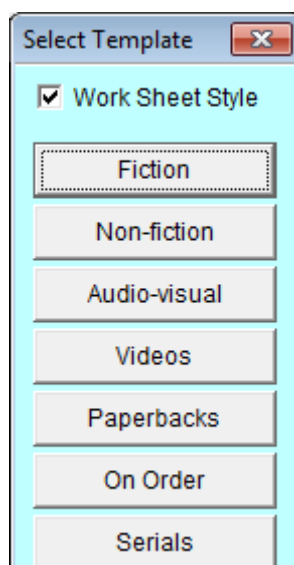 Select Template
Work Sheet Style
Fiction
Non-fiction
Audio-visual
Videos
Paperbacks
On Order
Serials